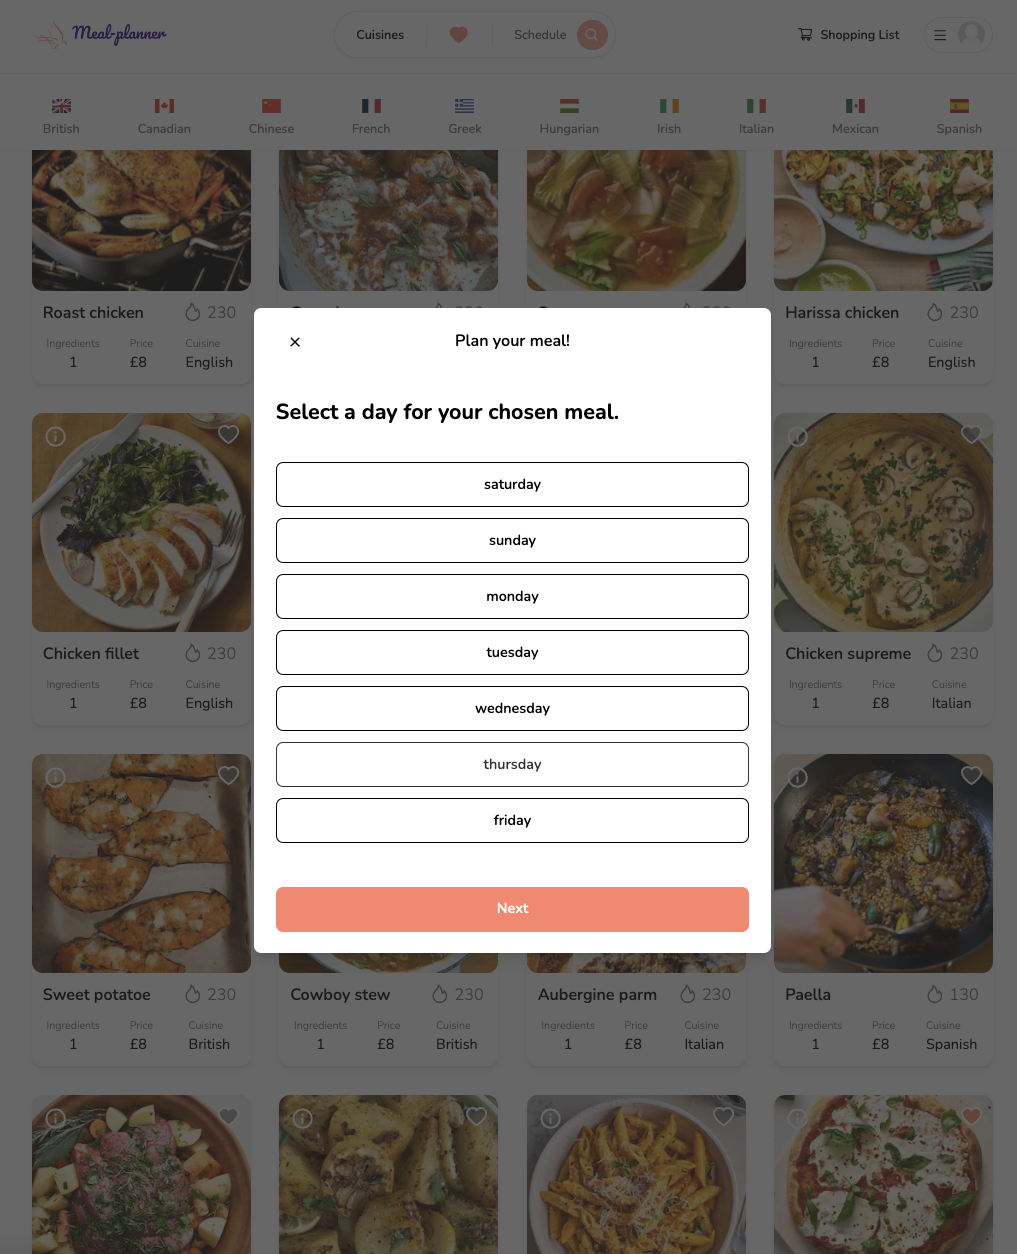 Meal-planner
Cuisines
Schedule
Shopping List
British
Canadian
Chinese
French
Greek
Hungarian
Irish
Italian
Mexican
Spanish
Roast chicken 230
Ingredients Price Cuisine
1 £8 English
Harissa chicken 230
Ingredients Price Cuisine
1 £8 English
Plan your meal!
Select a day for your chosen meal.
saturday
sunday
monday
tuesday
wednesday
thursday
friday
Next
Chicken fillet 230
Ingredients Price Cuisine
1 £8 English
Chicken supreme 230
Ingredients Price Cuisine
1 £8 Italian
Sweet potatoe 230
Ingredients Price Cuisine
1 £8 British
Cowboy stew 230
Ingredients Price Cuisine
1 £8 British
Aubergine parm 230
Ingredients Price Cuisine
1 £8 Italian
Paella 130
Ingredients Price Cuisine
1 £8 Spanish